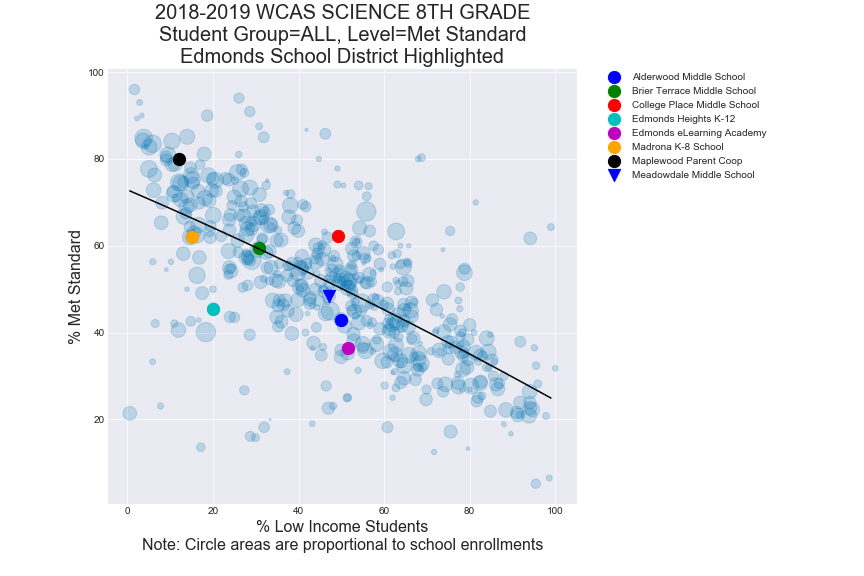 2018-2019 WCAS SCIENCE 8TH GRADE
Student Group=ALL, Level=Met Standard
Edmonds School District Highlighted
100
80
60
40
20
% Met Standard
0 20 40 60 80 100
% Low Income Students
Note: Circle areas are proportional to school enrollments
Alderwood Middle School
Brier Terrace Middle School
College Place Middle School
Edmonds Heights K-12
Edmonds eLearning Academy
Madrona K-8 School
Maplewood Parent Coop
Meadowdale Middle School